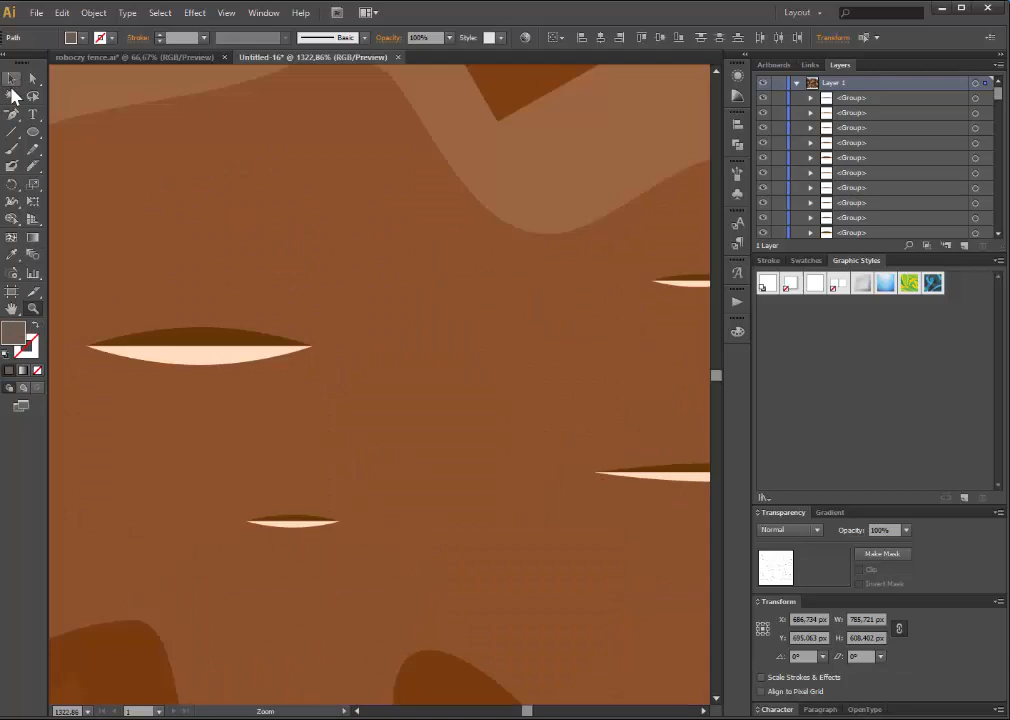 Ai File Edit Object Type Select Effect View Window Help Br Layout
Path Stroke: Basic Opacity: 100% Style: Transform
roboczy fence.ai* @ 66,67% (RGB/Preview) × Untitled-16* @ 1322,86% (RGB/Preview) ×
Artboards Links Layers
Layer 1
<Group>
<Group>
<Group>
<Group>
<Group>
<Group>
<Group>
<Group>
<Group>
<Group>
1 Layer
Stroke Swatches Graphic Styles
Transparency Gradient
Normal Opacity: 100%
Make Mask
Clip
Invert Mask
Transform
X: 686,734 px W: 785,721 px
Y: 695,063 px H: 608,402 px
0° 0°
Scale Strokes & Effects
Align to Pixel Grid
Character Paragraph OpenType
1322,86 1 Zoom